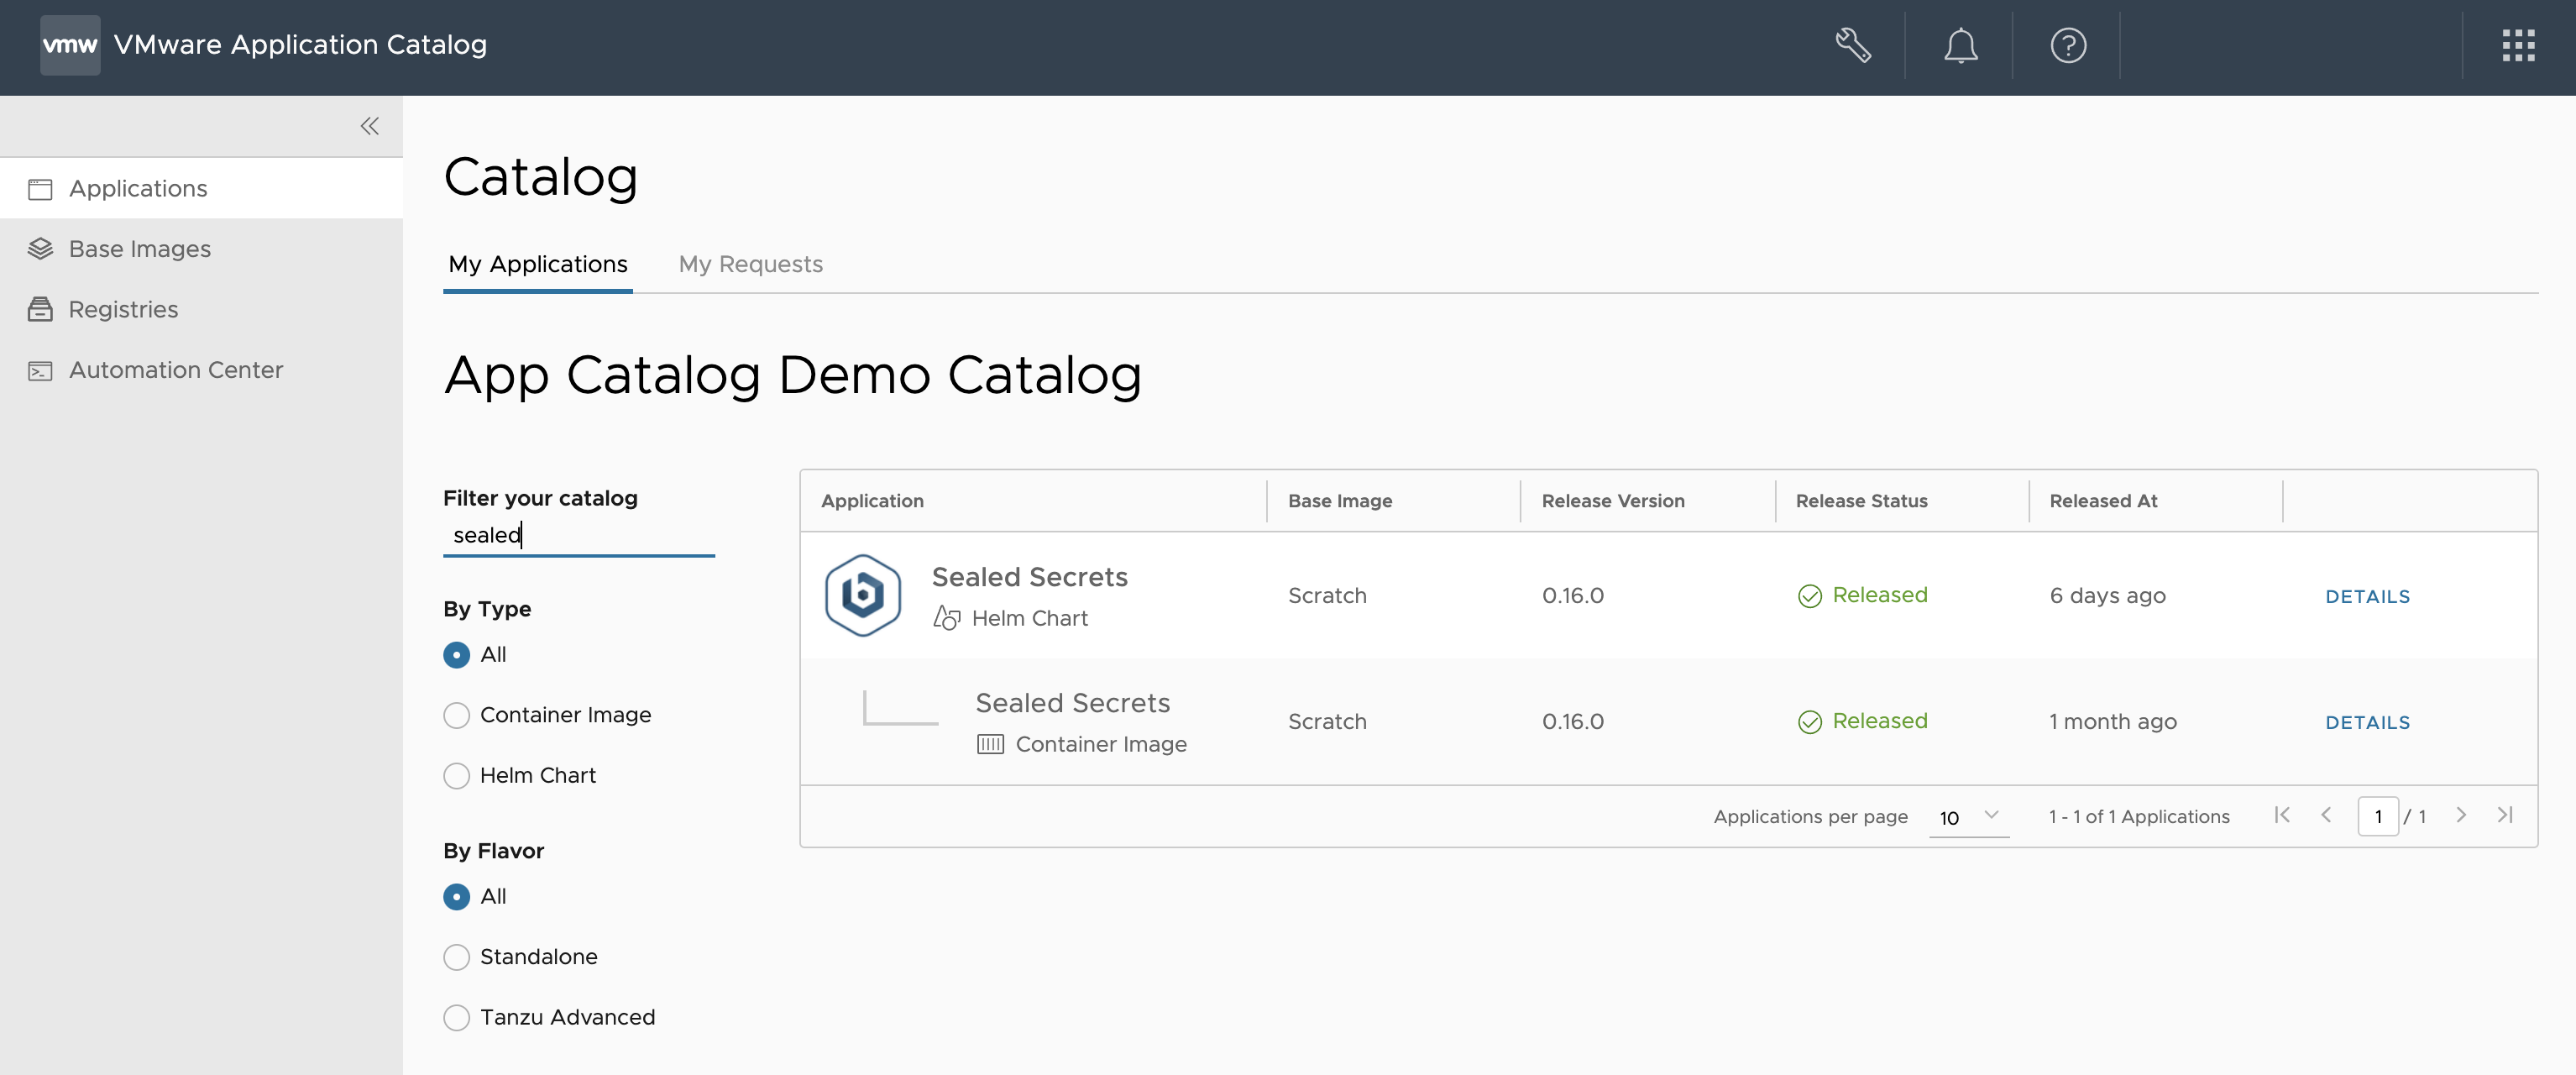 vmw VMware Application Catalog
Applications
Base Images
Registries
Automation Center
Catalog
My Applications My Requests
App Catalog Demo Catalog
Filter your catalog
sealed
By Type
All
Container Image
Helm Chart
By Flavor
All
Standalone
Tanzu Advanced
Application Base Image Release Version Release Status Released At
Sealed Secrets
Helm Chart
Scratch 0.16.0 Released 6 days ago DETAILS
Sealed Secrets
Container Image
Scratch 0.16.0 Released 1 month ago DETAILS
Applications per page 10 1 - 1 of 1 Applications 1 / 1